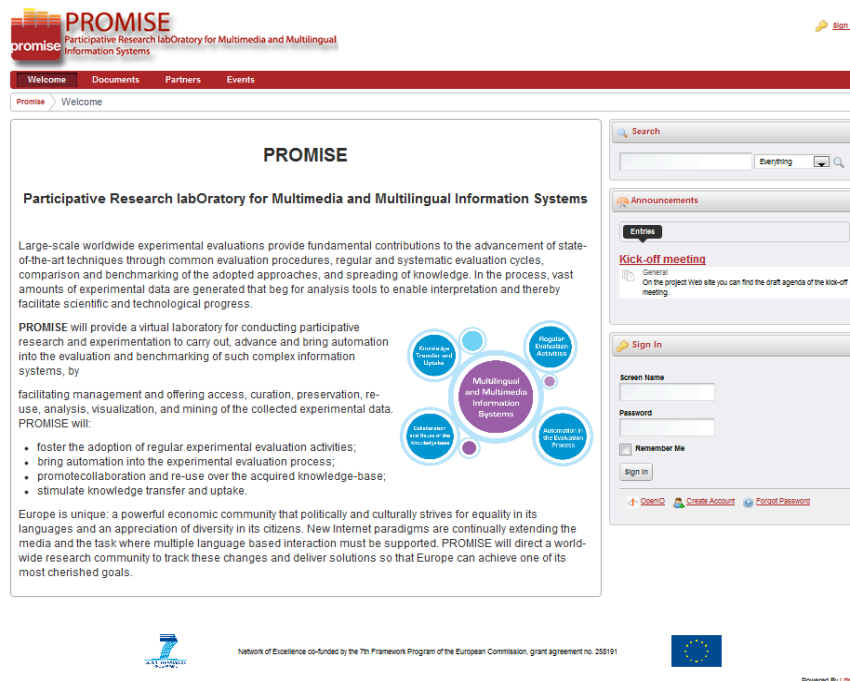 PROMISE
Participative Research labOratory for Multimedia and Multilingual
Information Systems
promise
Sign
Welcome Documents Partners Events
Promise Welcome
PROMISE
Participative Research labOratory for Multimedia and Multilingual Information Systems
Large-scale worldwide experimental evaluations provide fundamental contributions to the advancement of state-
of-the-art techniques through common evaluation procedures, regular and systematic evaluation cycles,
comparison and benchmarking of the adopted approaches, and spreading of knowledge. In the process, vast
amounts of experimental data are generated that beg for analysis tools to enable interpretation and thereby
facilitate scientific and technological progress.
PROMISE will provide a virtual laboratory for conducting participative
research and experimentation to carry out, advance and bring automation
into the evaluation and benchmarking of such complex information
systems, by
facilitating management and offering access, curation, preservation, re-
use, analysis, visualization, and mining of the collected experimental data.
PROMISE will:
• foster the adoption of regular experimental evaluation activities;
• bring automation into the experimental evaluation process;
• promotecollaboration and re-use over the acquired knowledge-base;
• stimulate knowledge transfer and uptake.
Knowledge
Transfer and
Uptake
Regular
Evaluation
Activities
Multilingual
and Multimedia
Information
Systems
Collaboration
and Reuse of the
Knowledge-base
Automation in
the Evaluation
Process
Europe is unique: a powerful economic community that politically and culturally strives for equality in its
languages and an appreciation of diversity in its citizens. New Internet paradigms are continually extending the
media and the task where multiple language based interaction must be supported. PROMISE will direct a world-
wide research community to track these changes and deliver solutions so that Europe can achieve one of its
most cherished goals.
Search
Everything
Announcements
Entries
Kick-off meeting
General
On the project Web site you can find the draft agenda of the kick-off
meeting.
Sign In
Screen Name
Password
Remember Me
Sign In
OpenID Create Account Forgot Password
Network of Excellence co-funded by the 7th Framework Program of the European Commission, grant agreement no. 258191
Powered By Life